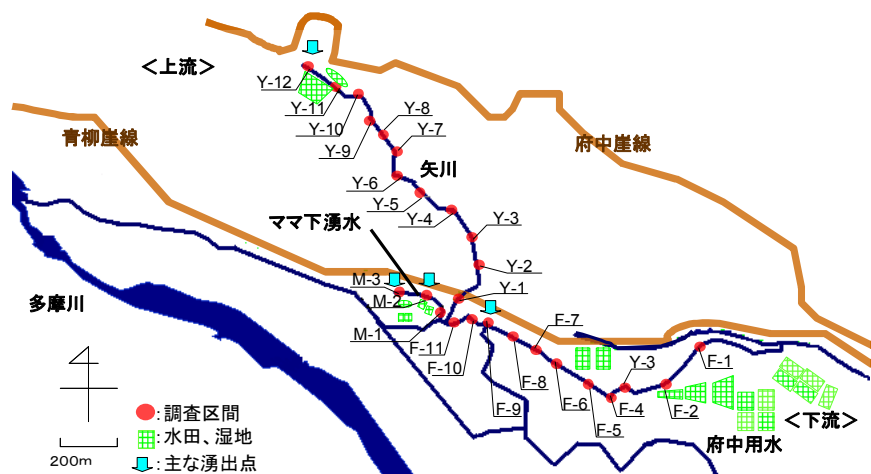 <上流>
Y-12
Y-11
Y-10
Y-9
Y-8
Y-7
青柳崖線
府中崖線
矢川
Y-6
Y-5
Y-4
Y-3
Y-2
Y-1
ママ下湧水
M-3
M-2
M-1
多摩川
F-11
F-10
F-9
F-8
F-7
F-6
F-5
F-4
Y-3
F-2
F-1
<下流>
府中用水
:調査区間
:水田、湿地
:主な湧出点
200m